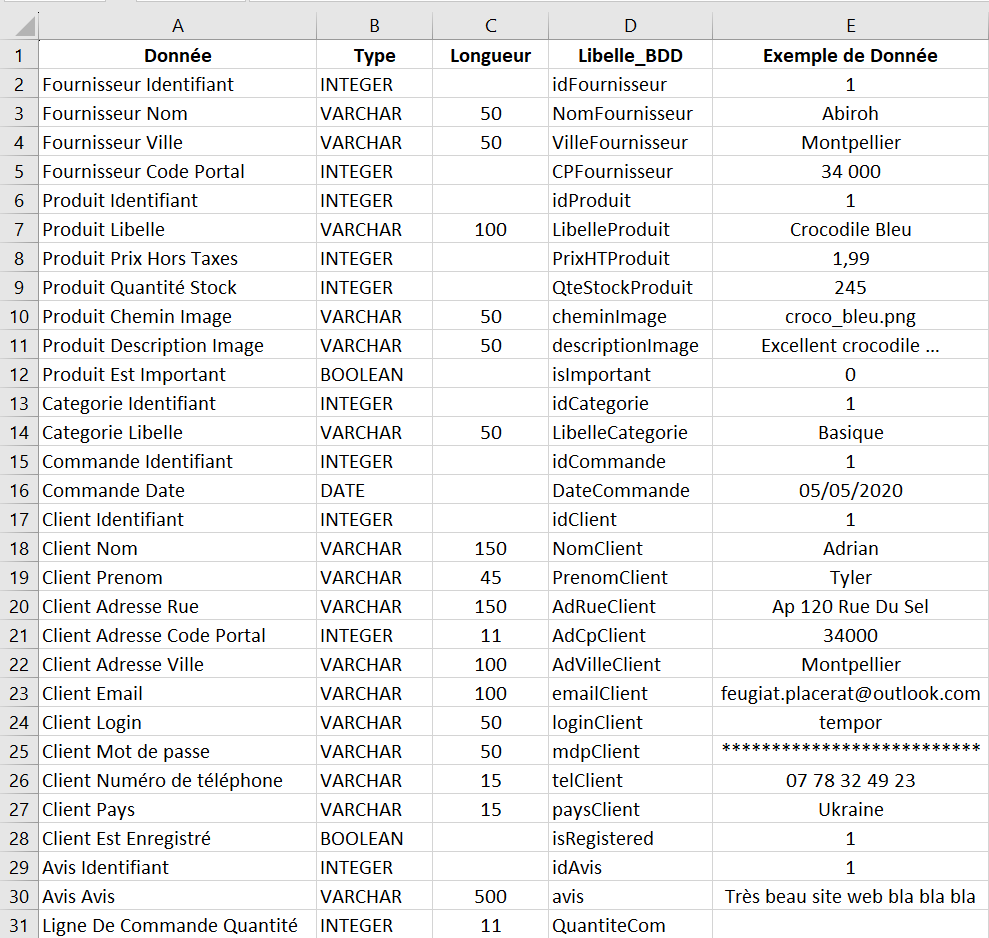 A B C D E
1 Donnée Type Longueur Libelle_BDD Exemple de Donnée
2 Fournisseur Identifiant INTEGER idFournisseur 1
3 Fournisseur Nom VARCHAR 50 NomFournisseur Abiroh
4 Fournisseur Ville VARCHAR 50 VilleFournisseur Montpellier
5 Fournisseur Code Portal INTEGER CPFournisseur 34 000
6 Produit Identifiant INTEGER idProduit 1
7 Produit Libelle VARCHAR 100 LibelleProduit Crocodile Bleu
8 Produit Prix Hors Taxes INTEGER PrixHTProduit 1,99
9 Produit Quantité Stock INTEGER QteStockProduit 245
10 Produit Chemin Image VARCHAR 50 cheminImage croco_bleu.png
11 Produit Description Image VARCHAR 50 descriptionImage Excellent crocodile ...
12 Produit Est Important BOOLEAN isImportant 0
13 Categorie Identifiant INTEGER idCategorie 1
14 Categorie Libelle VARCHAR 50 LibelleCategorie Basique
15 Commande Identifiant INTEGER idCommande 1
16 Commande Date DATE DateCommande 05/05/2020
17 Client Identifiant INTEGER idClient 1
18 Client Nom VARCHAR 150 NomClient Adrian
19 Client Prenom VARCHAR 45 PrenomClient Tyler
20 Client Adresse Rue VARCHAR 150 AdRueClient Ap 120 Rue Du Sel
21 Client Adresse Code Portal INTEGER 11 AdCpClient 34000
22 Client Adresse Ville VARCHAR 100 AdVilleClient Montpellier
23 Client Email VARCHAR 100 emailClient feugiat.placerat@outlook.com
24 Client Login VARCHAR 50 loginClient tempor
25 Client Mot de passe VARCHAR 50 mdpClient **************************
26 Client Numéro de téléphone VARCHAR 15 telClient 07 78 32 49 23
27 Client Pays VARCHAR 15 paysClient Ukraine
28 Client Est Enregistré BOOLEAN isRegistered 1
29 Avis Identifiant INTEGER idAvis 1
30 Avis Avis VARCHAR 500 avis Très beau site web bla bla bla
31 Ligne De Commande Quantité INTEGER 11 QuantiteCom